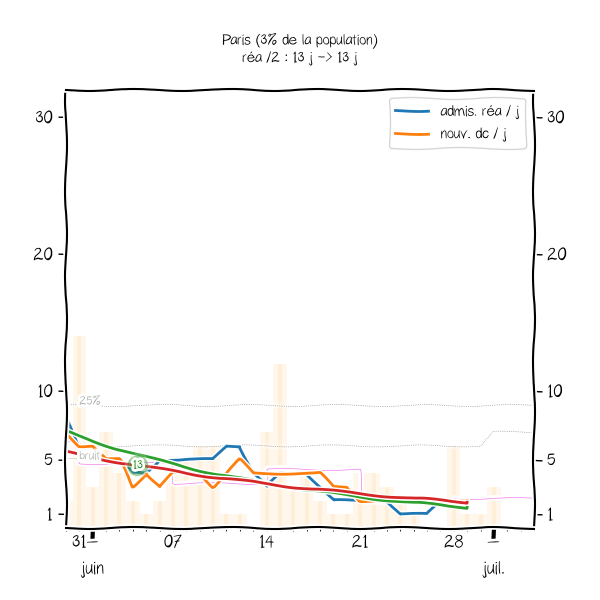 Paris (3% de la population)
réa /2 : 13 j -> 13 j
admis. réa / j
nouv. dc / j
30
30
20
20
10
10
25%
5
bruit
13
5
1
1
31
07
14
21
28
juin
juil.